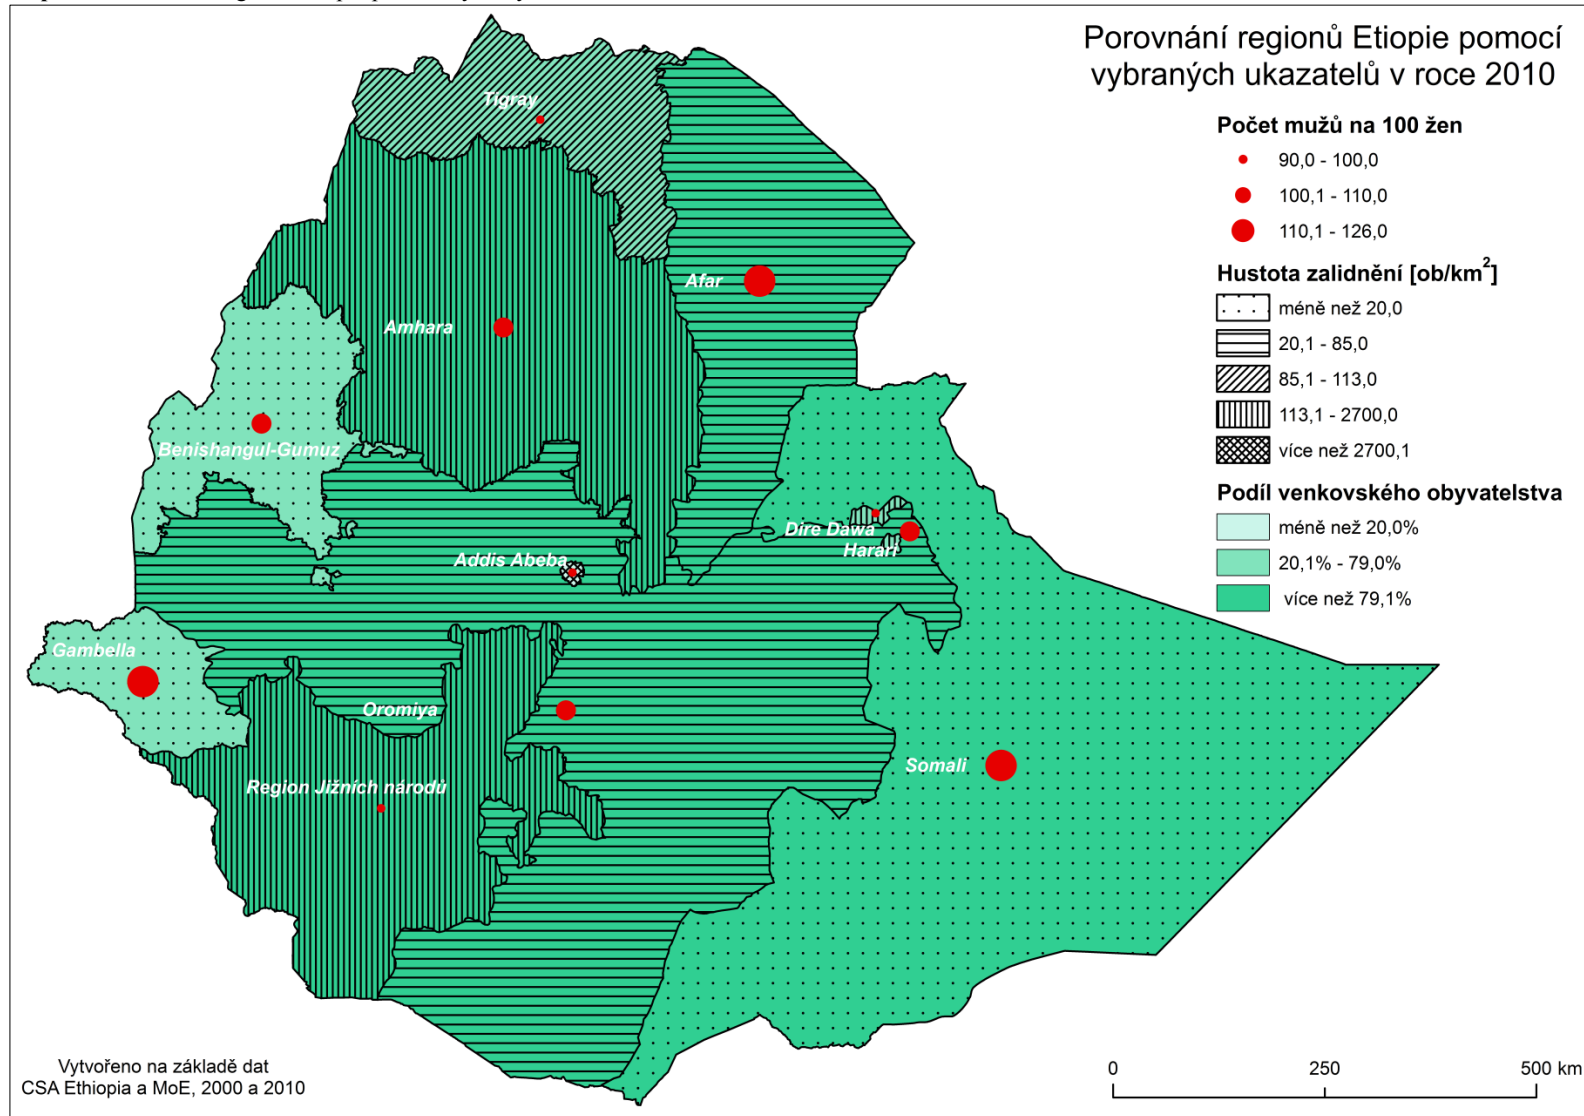 Porovnání regionů Etiopie pomocí
vybraných ukazatelů v roce 2010
Počet mužů na 100 žen
90,0 - 100,0
100,1 - 110,0
110,1 - 126,0
Hustota zalidnění [ob/km²]
méně než 20,0
20,1 - 85,0
85,1 - 113,0
113,1 - 2700,0
více než 2700,1
Podíl venkovského obyvatelstva
méně než 20,0%
20,1% - 79,0%
více než 79,1%
Tigray
Afar
Amhara
Benishangul-Gumuz
Dire Dawa
Harari
Addis Abeba
Gambella
Oromiya
Somali
Region Jižních národů
Vytvořeno na základě dat
CSA Ethiopia a MoE, 2000 a 2010
0 250 500 km